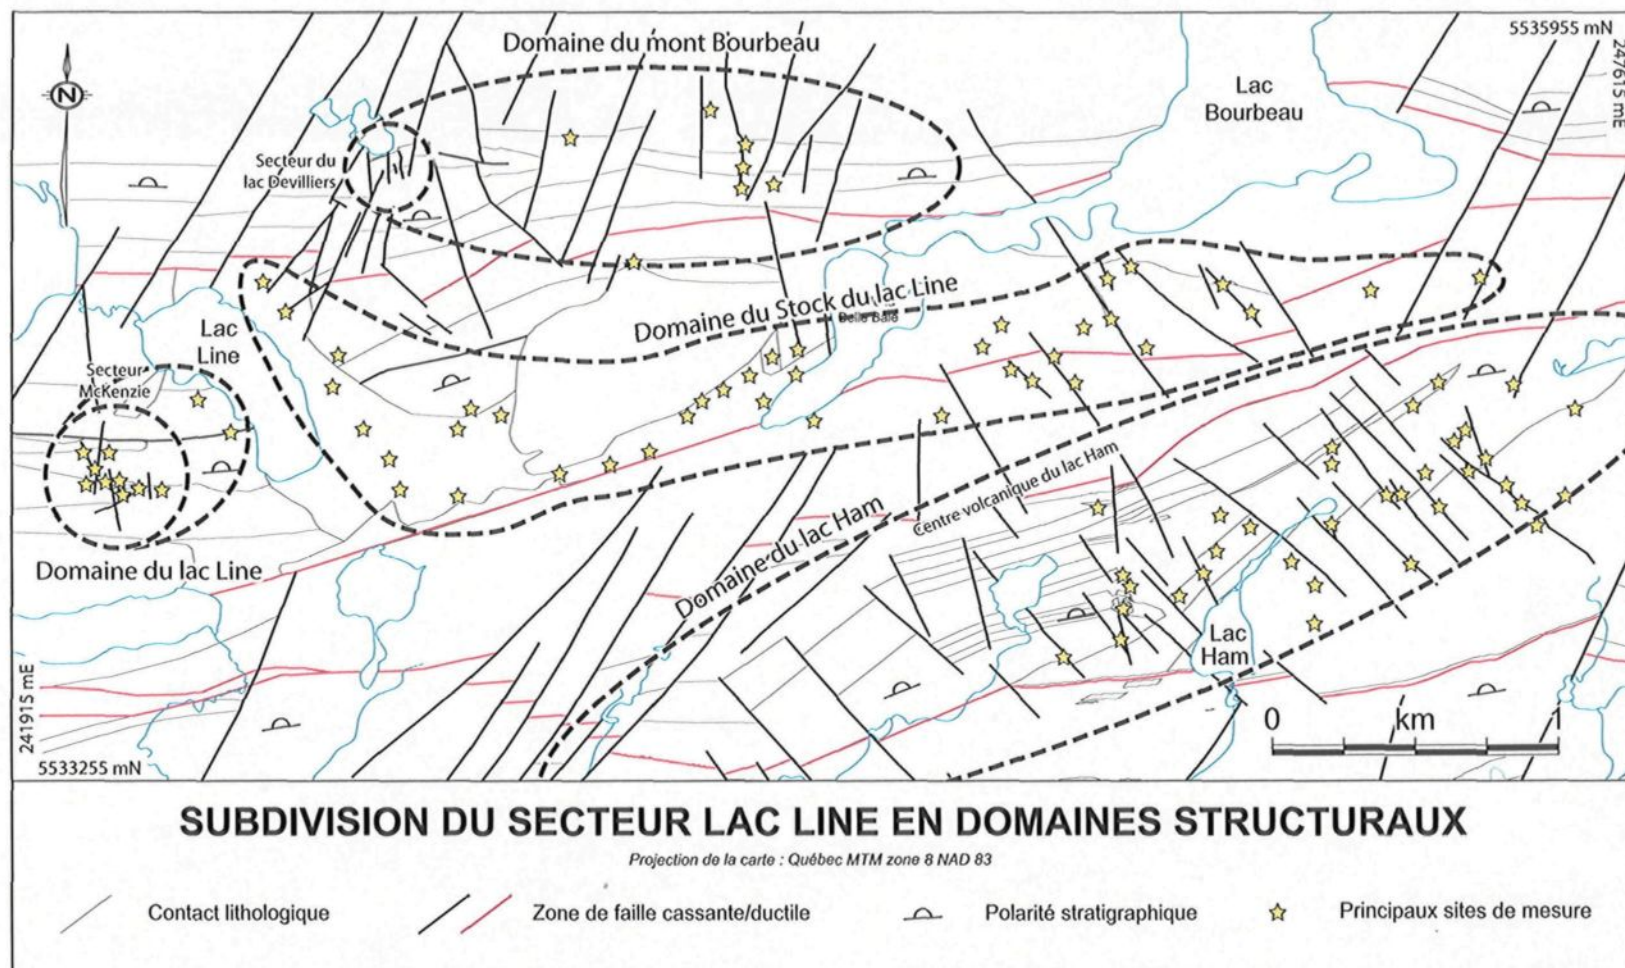 Domaine du mont Bourbeau
5535955 mN
247615 mE
N
Lac
Bourbeau
Secteur du
lac Devilliers
Domaine du Stock du lac Line
Belle Baie
Lac
Line
Secteur
McKenzie
Centre volcanique du lac Ham
Domaine du lac Ham
Domaine du lac Line
Lac
Ham
241915 mE
0 km 1
5533255 mN
SUBDIVISION DU SECTEUR LAC LINE EN DOMAINES STRUCTURAUX
Projection de la carte : Québec MTM zone 8 NAD 83
Contact lithologique
Zone de faille cassante/ductile
Polarité stratigraphique
Principaux sites de mesure